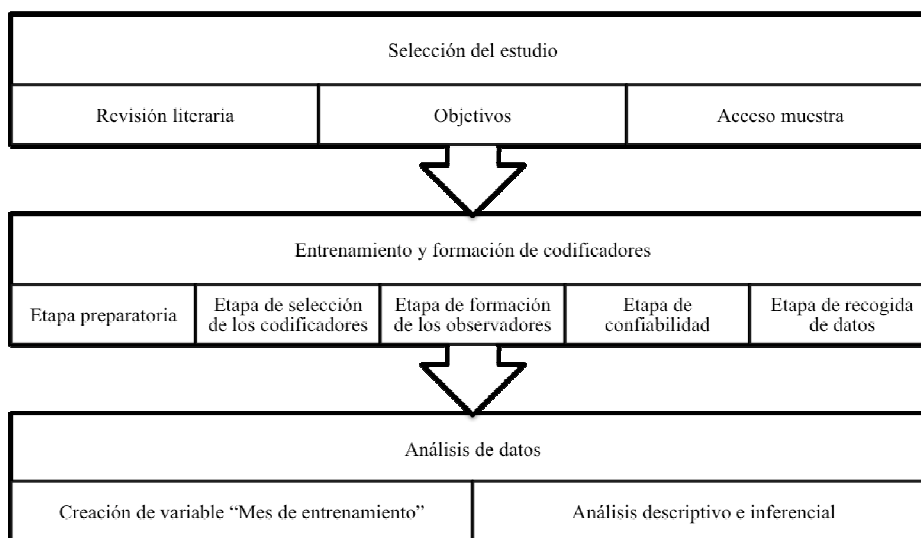 Selección del estudio
Revisión literaria
Objetivos
Acceso muestra
Entrenamiento y formación de codificadores
Etapa preparatoria
Etapa de selección
de los codificadores
Etapa de formación
de los observadores
Etapa de
confiabilidad
Etapa de recogida
de datos
Análisis de datos
Creación de variable “Mes de entrenamiento”
Análisis descriptivo e inferencial